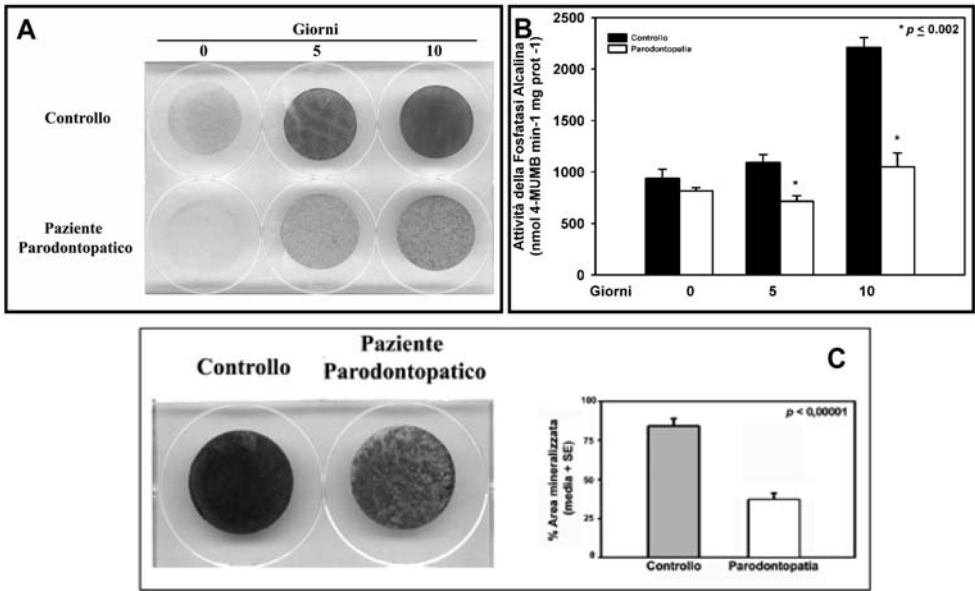 A
Giorni
0 5 10
Controllo
Paziente
Parodontopatico
B
Attività della Fosfatasi Alcalina
(nmol 4-MUMB min-1 mg prot -1)
2500
2000
1500
1000
500
0
Controllo
Parodontopatia
* p ≤ 0.002
*
*
Giorni 0 5 10
Controllo
Paziente
Parodontopatico
C
% Area mineralizzata
(media + SE)
100
75
50
25
0
p < 0,00001
Controllo Parodontopatia